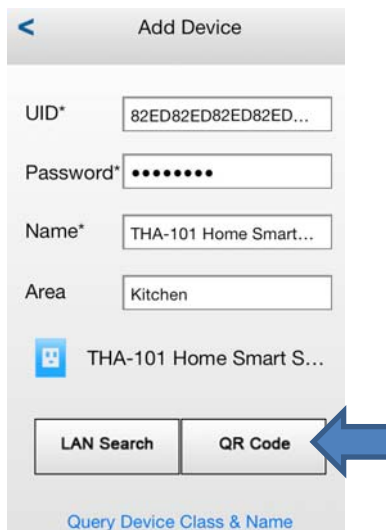 < Add Device
UID* 82ED82ED82ED82ED...
Password* ••••••••
Name* THA-101 Home Smart...
Area Kitchen
THA-101 Home Smart S...
LAN Search QR Code
Query Device Class & Name